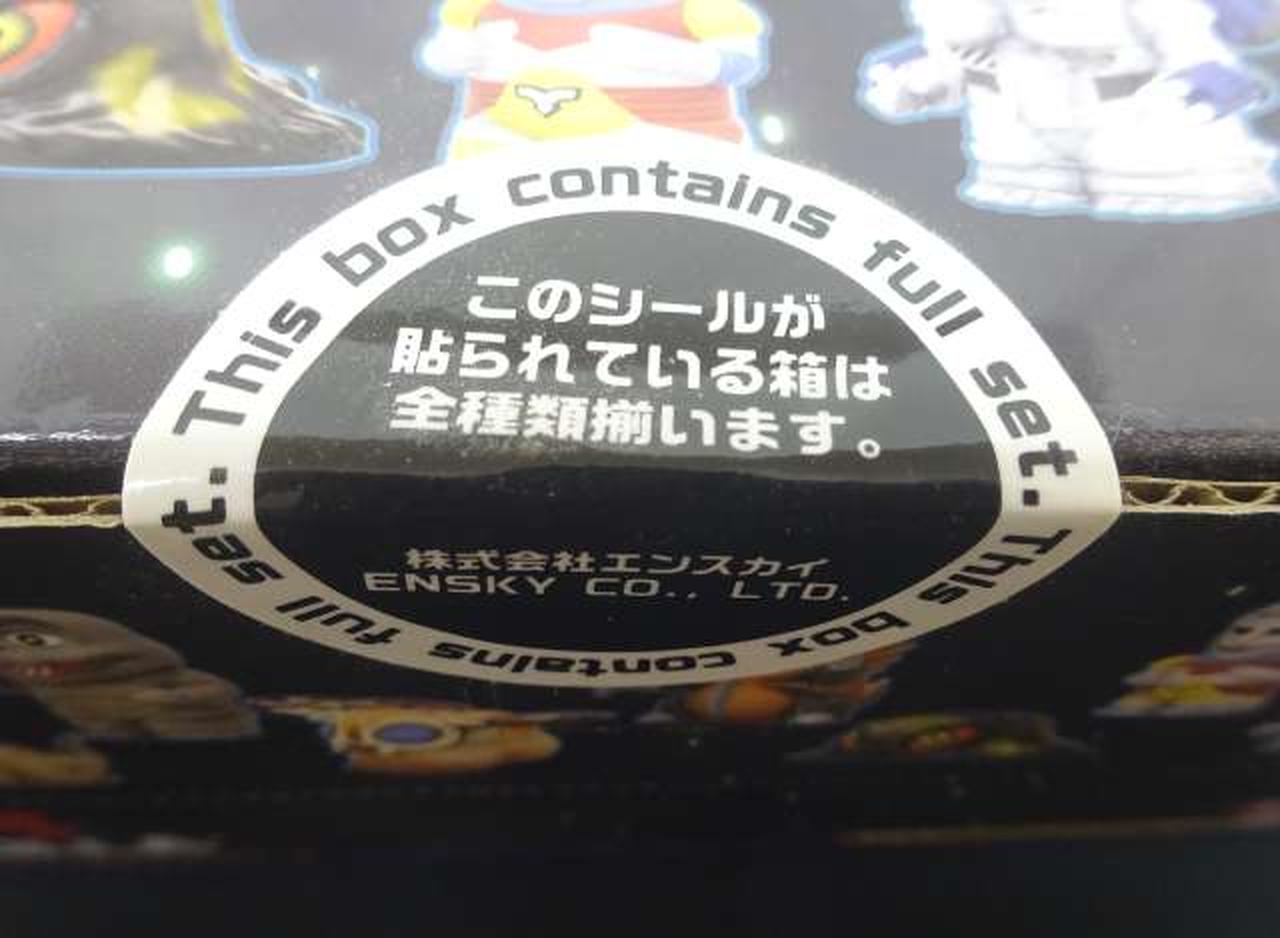 This box contains full set.
このシールが
貼られている箱は
全種類揃います。
株式会社エンスカイ
ENSKY CO., LTD.
This box contains full set.